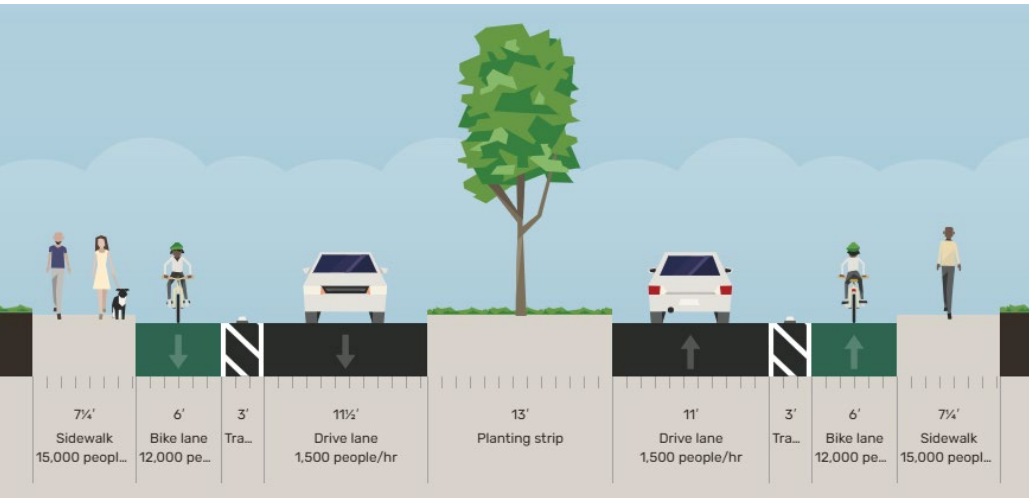 7¼′
Sidewalk
15,000 peopl...
6′
Bike lane
12,000 pe...
3′
Tra...
11½′
Drive lane
1,500 people/hr
13′
Planting strip
11′
Drive lane
1,500 people/hr
3′
Tra...
6′
Bike lane
12,000 pe...
7¼′
Sidewalk
15,000 peopl...